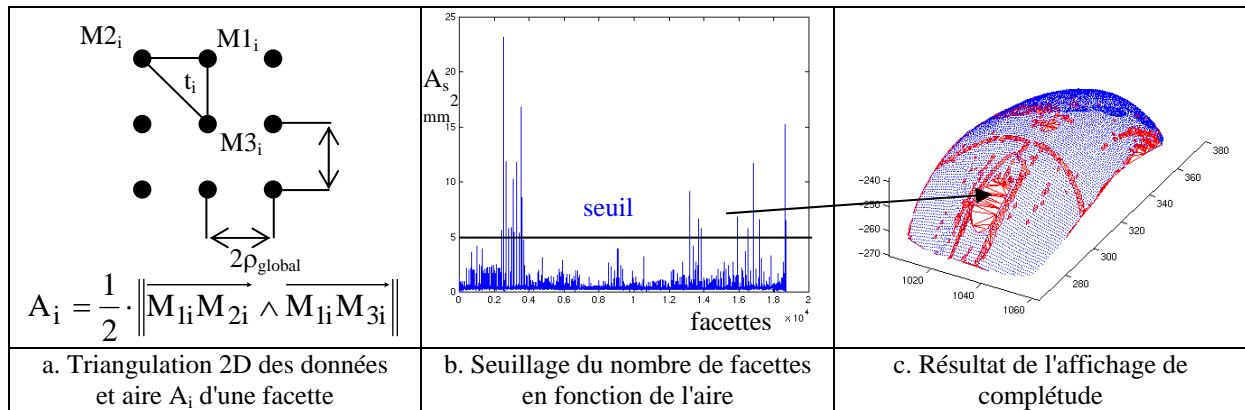 M2ᵢ M1ᵢ
tᵢ
M3ᵢ
2ρglobal
Aᵢ = 1/2 · ‖M₁ᵢM₂ᵢ ∧ M₁ᵢM₃ᵢ‖
a. Triangulation 2D des données
et aire Aᵢ d'une facette
25
20
15
10
5
0
Aₛ
mm²
seuil
0 0.2 0.4 0.6 0.8 1 1.2 1.4 1.6 1.8 2
facettes x 10⁴
b. Seuillage du nombre de facettes
en fonction de l'aire
-240
-250
-260
-270
1020
1040
1060
280
300
320
340
360
380
c. Résultat de l'affichage de
complétude